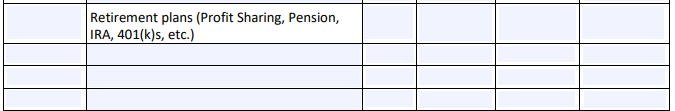 Retirement plans (Profit Sharing, Pension,
IRA, 401(k)s, etc.)